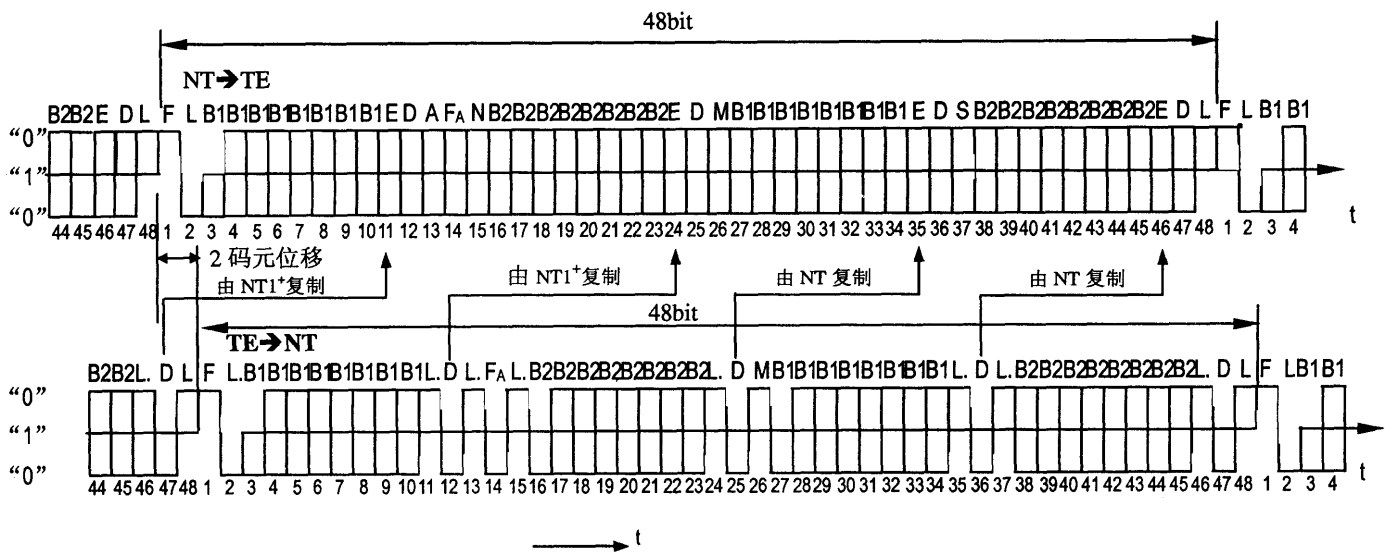 48bit
NT➔TE
B2B2E D L F L B1B1B1B1B1B1B1B1E D A FA N B2B2B2B2B2B2B2B2E D M B1B1B1B1B1B1B1B1E D S B2B2B2B2B2B2B2B2E D L F L B1 B1
“0”
“1”
“0”
44 45 46 47 48 1 2 3 4 5 6 7 8 9 10 11 12 13 14 15 16 17 18 19 20 21 22 23 24 25 26 27 28 29 30 31 32 33 34 35 36 37 38 39 40 41 42 43 44 45 46 47 48 1 2 3 4
t
2 码元位移
由 NT1⁺复制
由 NT1⁺复制
由 NT 复制
由 NT 复制
48bit
TE➔NT
B2B2L. D L F L.B1B1B1B1B1B1B1B1L. D L. FA L. B2B2B2B2B2B2B2B2L. D M B1B1B1B1B1B1B1B1L. D L. B2B2B2B2B2B2B2B2L. D L F LB1 B1
“0”
“1”
“0”
44 45 46 47 48 1 2 3 4 5 6 7 8 9 10 11 12 13 14 15 16 17 18 19 20 21 22 23 24 25 26 27 28 29 30 31 32 33 34 35 36 37 38 39 40 41 42 43 44 45 46 47 48 1 2 3 4
t
t